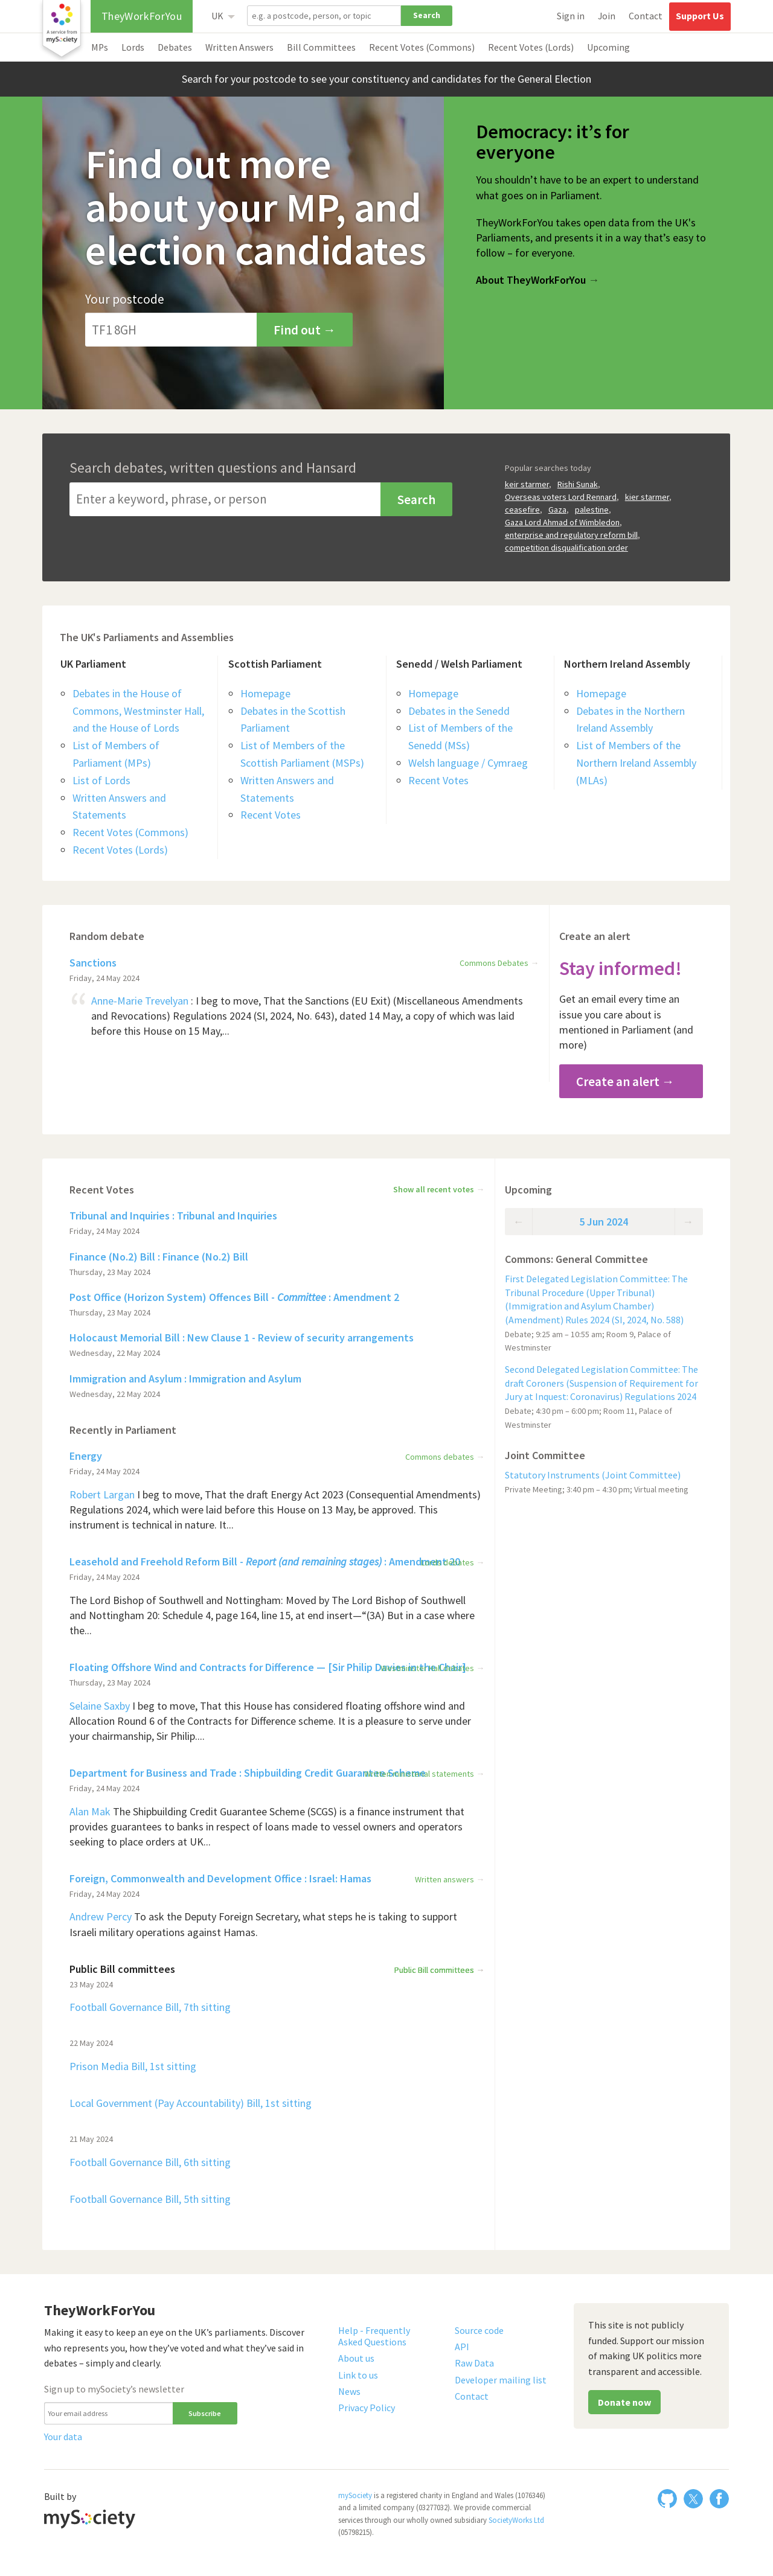 A service from
mySociety
TheyWorkForYou
UK
e.g. a postcode, person, or topic
Search
Sign in
Join
Contact
Support Us
MPs
Lords
Debates
Written Answers
Bill Committees
Recent Votes (Commons)
Recent Votes (Lords)
Upcoming
Search for your postcode to see your constituency and candidates for the General Election
Find out more
about your MP, and
election candidates
Your postcode
TF1 8GH
Find out →
Democracy: it’s for
everyone
You shouldn’t have to be an expert to understand
what goes on in Parliament.
TheyWorkForYou takes open data from the UK's
Parliaments, and presents it in a way that’s easy to
follow – for everyone.
About TheyWorkForYou →
Search debates, written questions and Hansard
Enter a keyword, phrase, or person
Search
Popular searches today
keir starmer, Rishi Sunak,
Overseas voters Lord Rennard, kier starmer,
ceasefire, Gaza, palestine,
Gaza Lord Ahmad of Wimbledon,
enterprise and regulatory reform bill,
competition disqualification order
The UK's Parliaments and Assemblies
UK Parliament
Debates in the House of
Commons, Westminster Hall,
and the House of Lords
List of Members of
Parliament (MPs)
List of Lords
Written Answers and
Statements
Recent Votes (Commons)
Recent Votes (Lords)
Scottish Parliament
Homepage
Debates in the Scottish
Parliament
List of Members of the
Scottish Parliament (MSPs)
Written Answers and
Statements
Recent Votes
Senedd / Welsh Parliament
Homepage
Debates in the Senedd
List of Members of the
Senedd (MSs)
Welsh language / Cymraeg
Recent Votes
Northern Ireland Assembly
Homepage
Debates in the Northern
Ireland Assembly
List of Members of the
Northern Ireland Assembly
(MLAs)
Random debate
Sanctions
Commons Debates →
Friday, 24 May 2024
“ Anne-Marie Trevelyan : I beg to move, That the Sanctions (EU Exit) (Miscellaneous Amendments
and Revocations) Regulations 2024 (SI, 2024, No. 643), dated 14 May, a copy of which was laid
before this House on 15 May,...
Create an alert
Stay informed!
Get an email every time an
issue you care about is
mentioned in Parliament (and
more)
Create an alert →
Recent Votes
Show all recent votes →
Tribunal and Inquiries : Tribunal and Inquiries
Friday, 24 May 2024
Finance (No.2) Bill : Finance (No.2) Bill
Thursday, 23 May 2024
Post Office (Horizon System) Offences Bill - Committee : Amendment 2
Thursday, 23 May 2024
Holocaust Memorial Bill : New Clause 1 - Review of security arrangements
Wednesday, 22 May 2024
Immigration and Asylum : Immigration and Asylum
Wednesday, 22 May 2024
Recently in Parliament
Energy
Commons debates →
Friday, 24 May 2024
Robert Largan I beg to move, That the draft Energy Act 2023 (Consequential Amendments)
Regulations 2024, which were laid before this House on 13 May, be approved. This
instrument is technical in nature. It...
Leasehold and Freehold Reform Bill - Report (and remaining stages) : Amendment 20
Lords debates →
Friday, 24 May 2024
The Lord Bishop of Southwell and Nottingham: Moved by The Lord Bishop of Southwell
and Nottingham 20: Schedule 4, page 164, line 15, at end insert—“(3A) But in a case where
the...
Floating Offshore Wind and Contracts for Difference — [Sir Philip Davies in the Chair]
Westminster Hall debates →
Thursday, 23 May 2024
Selaine Saxby I beg to move, That this House has considered floating offshore wind and
Allocation Round 6 of the Contracts for Difference scheme. It is a pleasure to serve under
your chairmanship, Sir Philip....
Department for Business and Trade : Shipbuilding Credit Guarantee Scheme
Written ministerial statements →
Friday, 24 May 2024
Alan Mak The Shipbuilding Credit Guarantee Scheme (SCGS) is a finance instrument that
provides guarantees to banks in respect of loans made to vessel owners and operators
seeking to place orders at UK...
Foreign, Commonwealth and Development Office : Israel: Hamas
Written answers →
Friday, 24 May 2024
Andrew Percy To ask the Deputy Foreign Secretary, what steps he is taking to support
Israeli military operations against Hamas.
Public Bill committees
Public Bill committees →
23 May 2024
Football Governance Bill, 7th sitting
22 May 2024
Prison Media Bill, 1st sitting
Local Government (Pay Accountability) Bill, 1st sitting
21 May 2024
Football Governance Bill, 6th sitting
Football Governance Bill, 5th sitting
Upcoming
← 5 Jun 2024 →
Commons: General Committee
First Delegated Legislation Committee: The
Tribunal Procedure (Upper Tribunal)
(Immigration and Asylum Chamber)
(Amendment) Rules 2024 (SI, 2024, No. 588)
Debate; 9:25 am – 10:55 am; Room 9, Palace of
Westminster
Second Delegated Legislation Committee: The
draft Coroners (Suspension of Requirement for
Jury at Inquest: Coronavirus) Regulations 2024
Debate; 4:30 pm – 6:00 pm; Room 11, Palace of
Westminster
Joint Committee
Statutory Instruments (Joint Committee)
Private Meeting; 3:40 pm – 4:30 pm; Virtual meeting
TheyWorkForYou
Making it easy to keep an eye on the UK’s parliaments. Discover
who represents you, how they’ve voted and what they’ve said in
debates – simply and clearly.
Sign up to mySociety’s newsletter
Your email address
Subscribe
Your data
Help - Frequently
Asked Questions
About us
Link to us
News
Privacy Policy
Source code
API
Raw Data
Developer mailing list
Contact
This site is not publicly
funded. Support our mission
of making UK politics more
transparent and accessible.
Donate now
Built by
mySociety
mySociety is a registered charity in England and Wales (1076346)
and a limited company (03277032). We provide commercial
services through our wholly owned subsidiary SocietyWorks Ltd
(05798215).